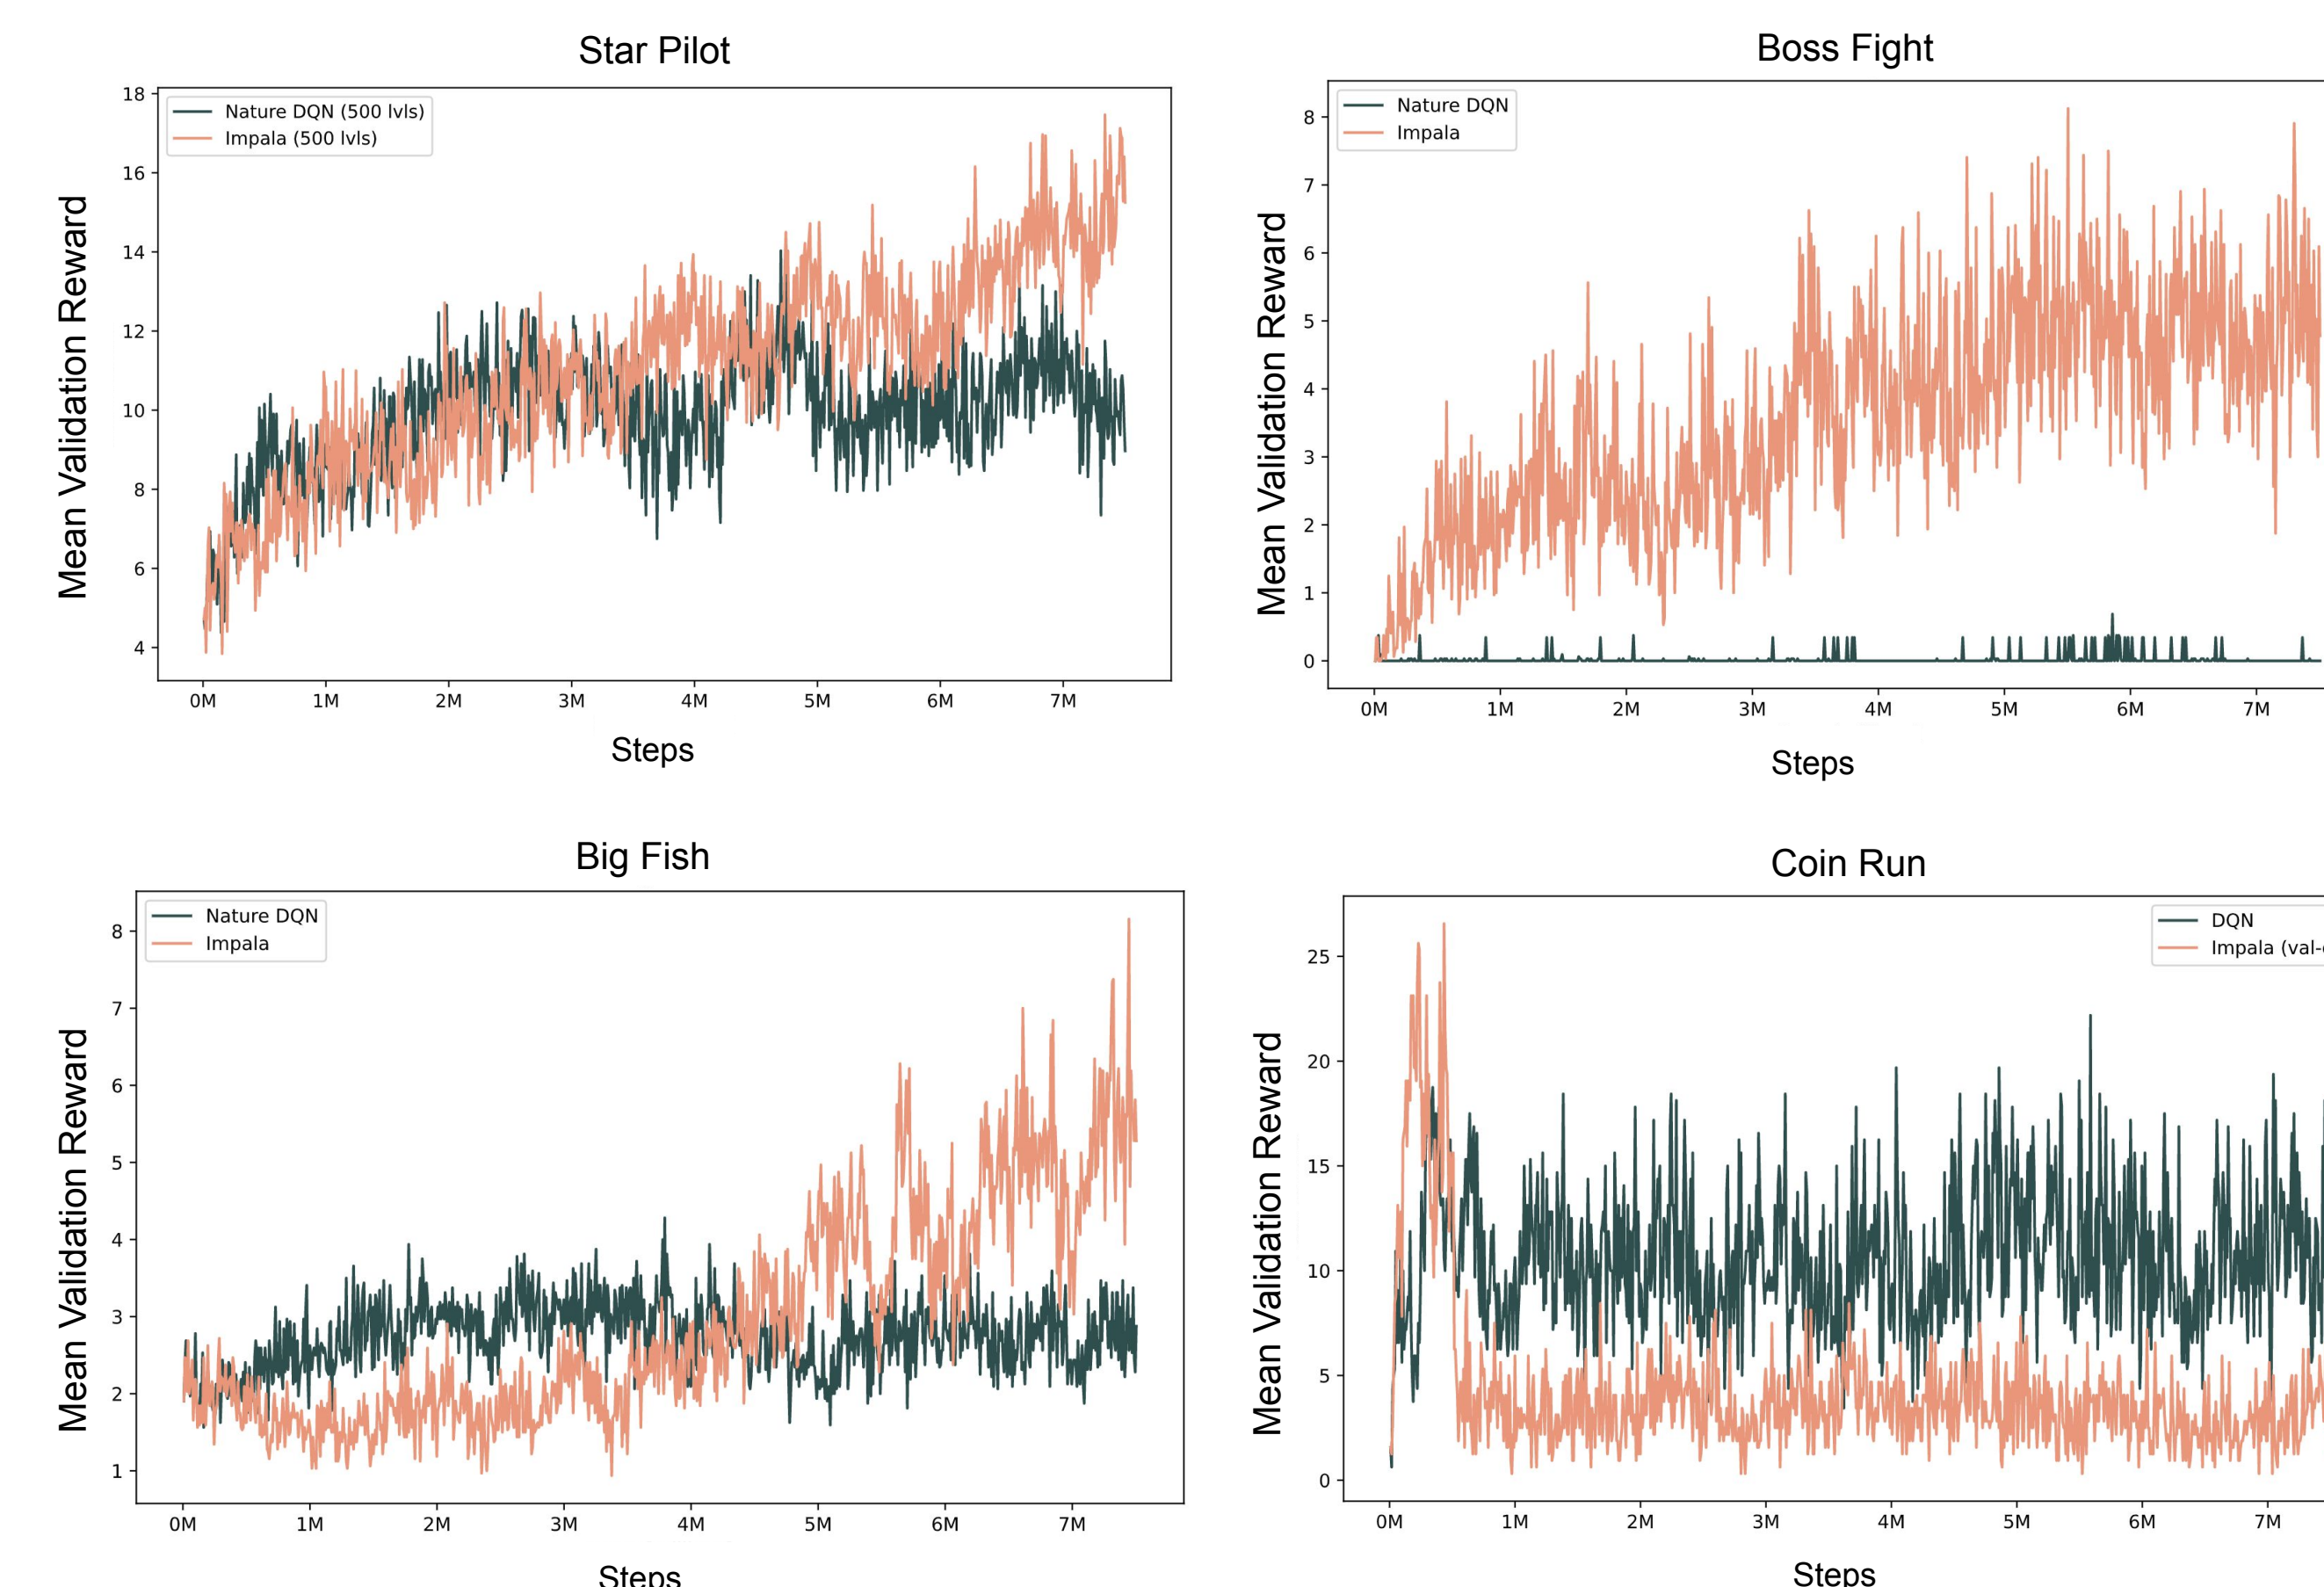 Star Pilot
Nature DQN (500 lvls)
Impala (500 lvls)
18
16
14
12
10
8
6
4
Mean Validation Reward
0M 1M 2M 3M 4M 5M 6M 7M
Steps
Boss Fight
Nature DQN
Impala
8
7
6
5
4
3
2
1
0
Mean Validation Reward
0M 1M 2M 3M 4M 5M 6M 7M
Steps
Big Fish
Nature DQN
Impala
8
7
6
5
4
3
2
1
Mean Validation Reward
0M 1M 2M 3M 4M 5M 6M 7M
Steps
Coin Run
DQN
Impala (val-
25
20
15
10
5
0
Mean Validation Reward
0M 1M 2M 3M 4M 5M 6M 7M
Steps